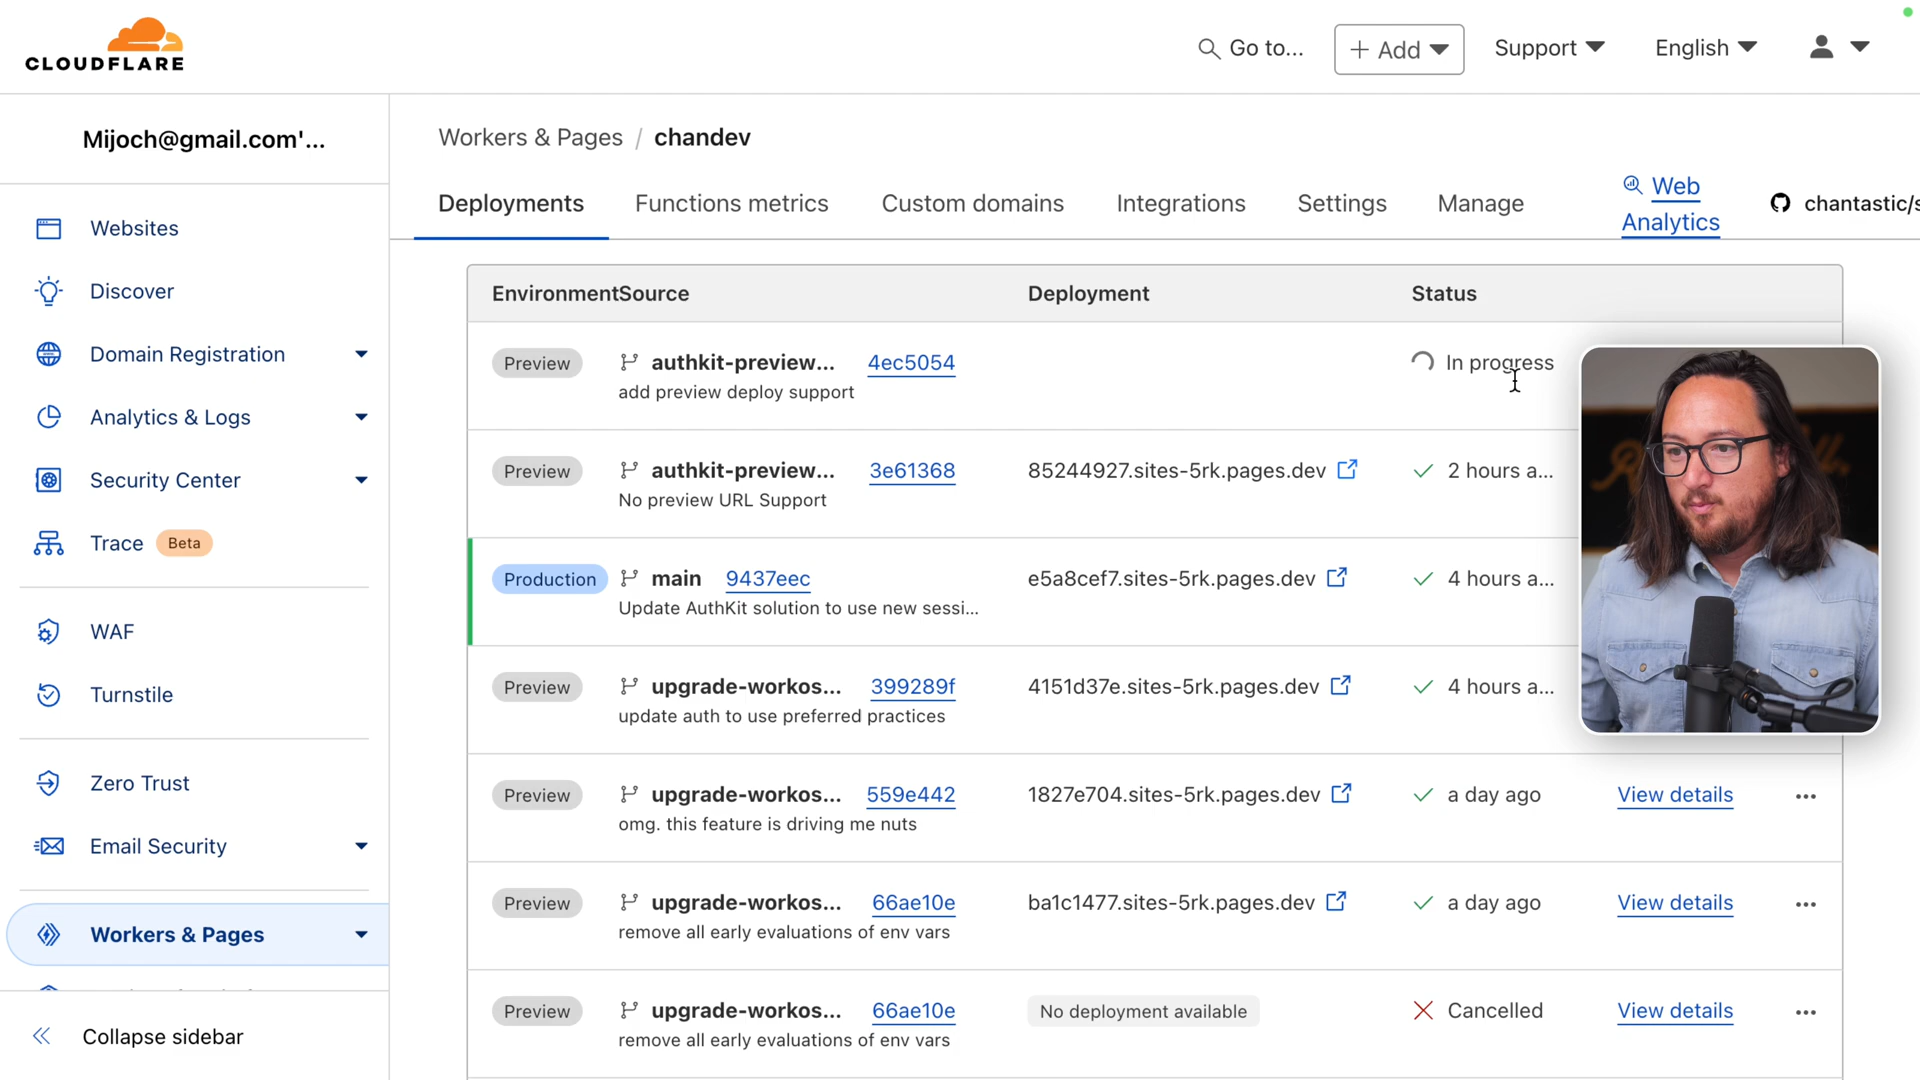 CLOUDFLARE
Go to...
+ Add
Support
English
Mijoch@gmail.com'...
Websites
Discover
Domain Registration
Analytics & Logs
Security Center
Trace Beta
WAF
Turnstile
Zero Trust
Email Security
Workers & Pages
Collapse sidebar
Workers & Pages / chandev
Deployments
Functions metrics
Custom domains
Integrations
Settings
Manage
Web
Analytics
chantastic/s
Environment Source Deployment Status
Preview authkit-preview... 4ec5054 In progress
add preview deploy support
Preview authkit-preview... 3e61368 85244927.sites-5rk.pages.dev 2 hours a...
No preview URL Support
Production main 9437eec e5a8cef7.sites-5rk.pages.dev 4 hours a...
Update AuthKit solution to use new sessi...
Preview upgrade-workos... 399289f 4151d37e.sites-5rk.pages.dev 4 hours a...
update auth to use preferred practices
Preview upgrade-workos... 559e442 1827e704.sites-5rk.pages.dev a day ago View details ...
omg. this feature is driving me nuts
Preview upgrade-workos... 66ae10e ba1c1477.sites-5rk.pages.dev a day ago View details ...
remove all early evaluations of env vars
Preview upgrade-workos... 66ae10e No deployment available Cancelled View details ...
remove all early evaluations of env vars